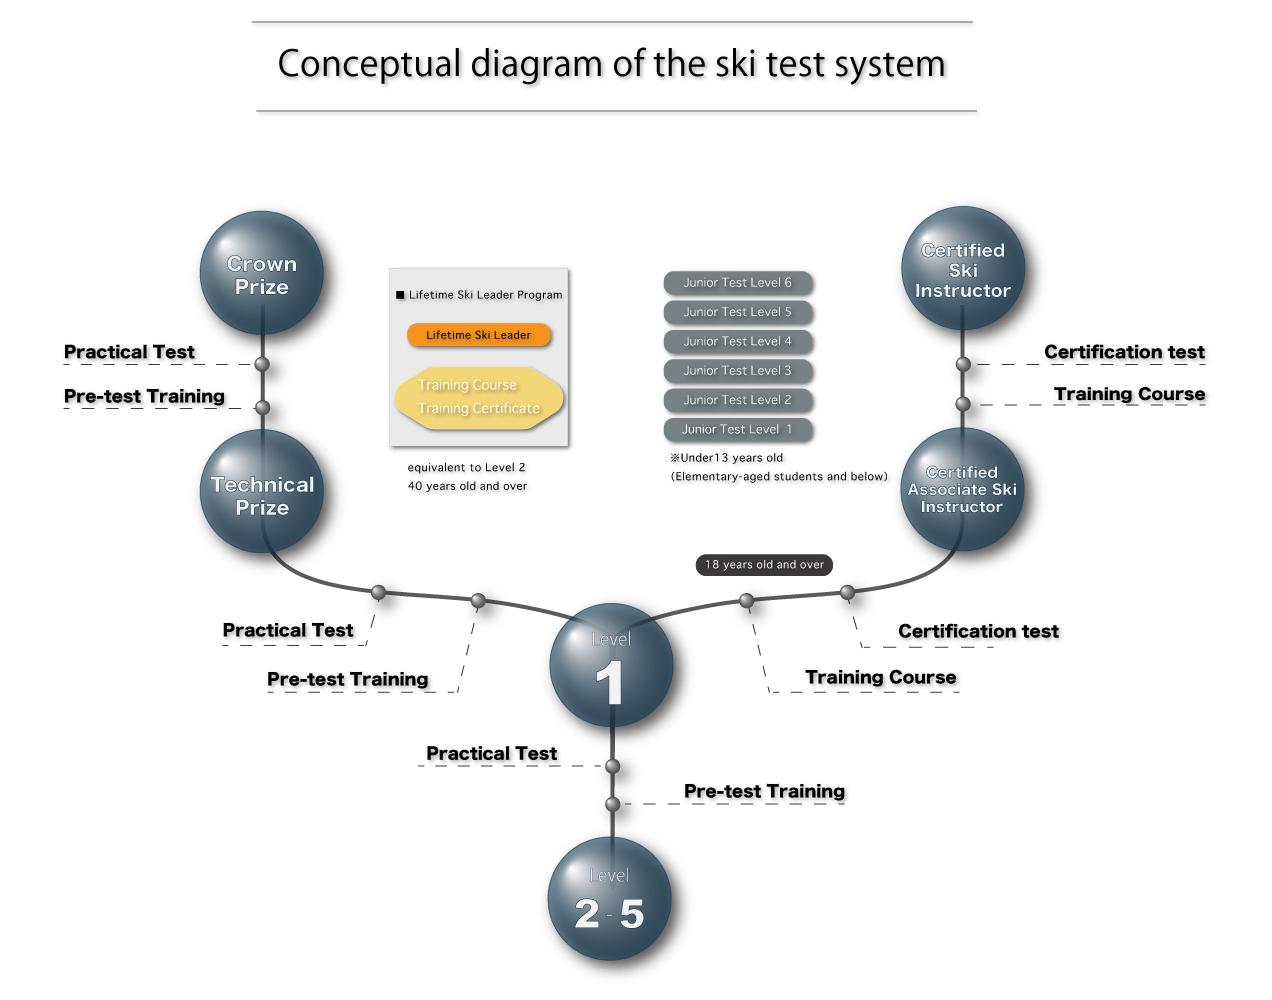 Conceptual diagram of the ski test system
Crown
Prize
Certified
Ski
Instructor
■ Lifetime Ski Leader Program
Lifetime Ski Leader
Training Course
Training Certificate
equivalent to Level 2
40 years old and over
Junior Test Level 6
Junior Test Level 5
Junior Test Level 4
Junior Test Level 3
Junior Test Level 2
Junior Test Level 1
※Under13 years old
(Elementary-aged students and below)
Practical Test
Pre-test Training
Certification test
Training Course
Technical
Prize
Certified
Associate Ski
Instructor
18 years old and over
Practical Test
Pre-test Training
Certification test
Training Course
Level
1
Practical Test
Pre-test Training
Level
2 - 5